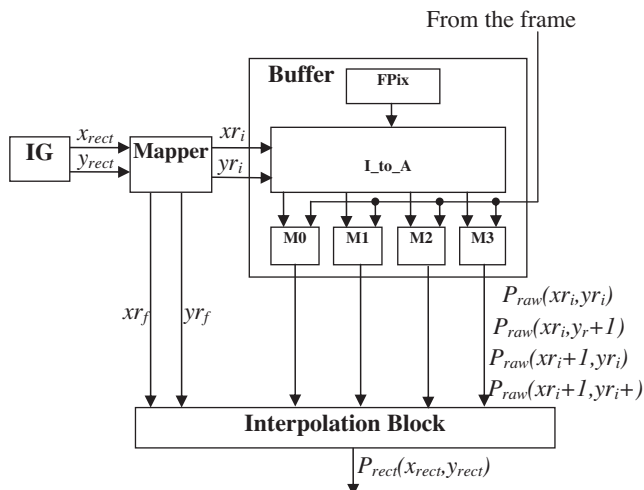 From the frame
Buffer
FPix
IG
x_rect
y_rect
Mapper
xr_i
yr_i
I_to_A
M0
M1
M2
M3
xr_f
yr_f
P_raw(xr_i,yr_i)
P_raw(xr_i,y_r+1)
P_raw(xr_i+1,yr_i)
P_raw(xr_i+1,yr_i+)
Interpolation Block
P_rect(x_rect,y_rect)